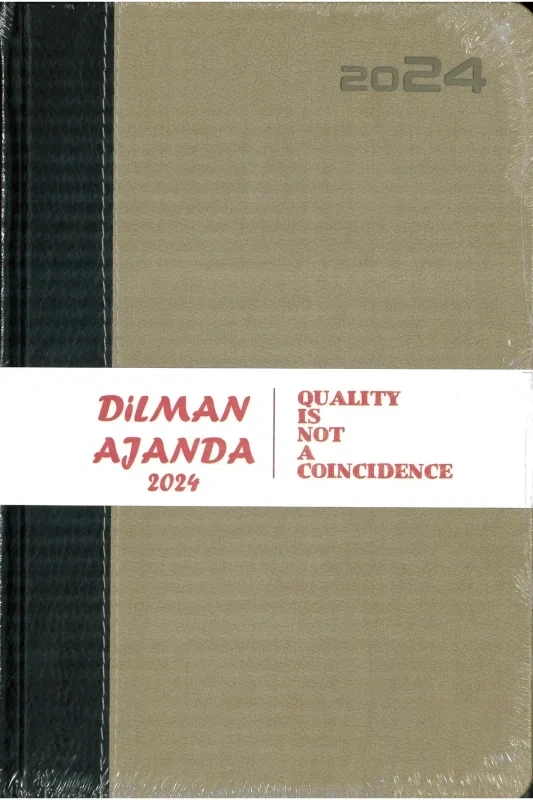 2024
DiLMAN
AJANDA
2024
QUALITY
IS
NOT
A
COINCIDENCE